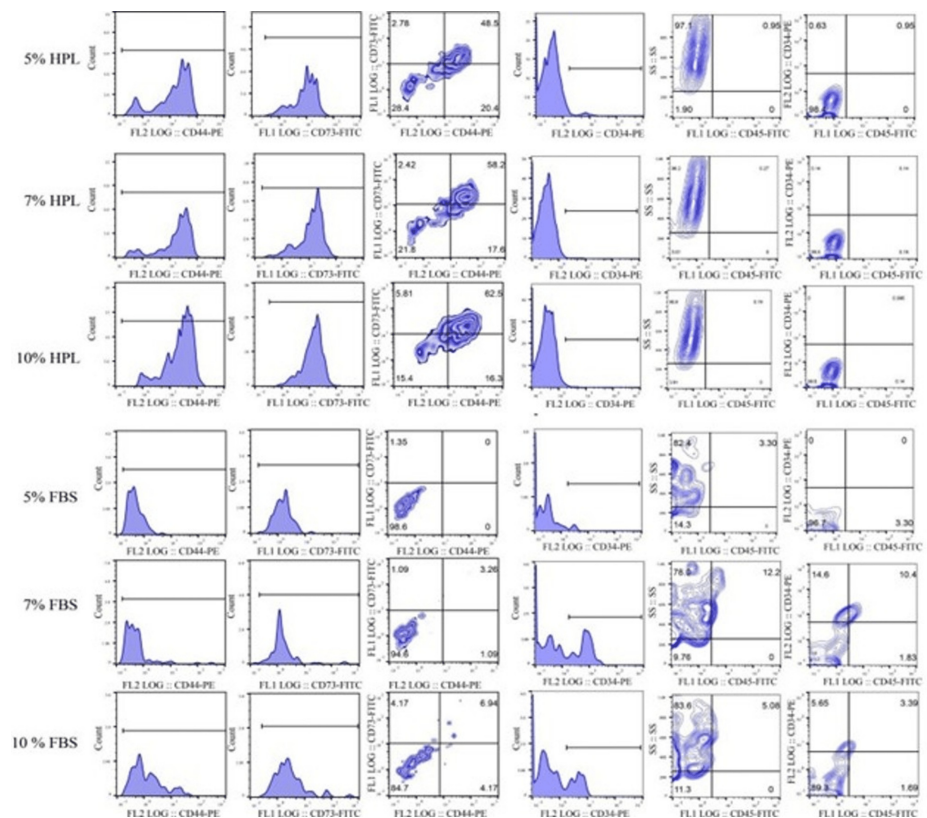 5% HPL
Count
FL2 LOG :: CD44-PE
Count
FL1 LOG :: CD73-FITC
2.78 48.5
FL1 LOG :: CD73-FITC
28.4 20.4
FL2 LOG :: CD44-PE
Count
FL2 LOG :: CD34-PE
97.1 0.95
SS :: SS
1.90 0
FL1 LOG :: CD45-FITC
0.63 0.95
FL2 LOG :: CD34-PE
0
FL1 LOG :: CD45-FITC
7% HPL
Count
FL2 LOG :: CD44-PE
Count
FL1 LOG :: CD73-FITC
2.42 58.2
FL1 LOG :: CD73-FITC
21.8 17.6
FL2 LOG :: CD44-PE
Count
FL2 LOG :: CD34-PE
SS :: SS
FL1 LOG :: CD45-FITC
FL2 LOG :: CD34-PE
FL1 LOG :: CD45-FITC
10% HPL
Count
FL2 LOG :: CD44-PE
Count
FL1 LOG :: CD73-FITC
5.81 62.5
FL1 LOG :: CD73-FITC
15.4 16.3
FL2 LOG :: CD44-PE
Count
FL2 LOG :: CD34-PE
SS :: SS
FL1 LOG :: CD45-FITC
FL2 LOG :: CD34-PE
FL1 LOG :: CD45-FITC
5% FBS
Count
FL2 LOG :: CD44-PE
Count
FL1 LOG :: CD73-FITC
1.35 0
FL1 LOG :: CD73-FITC
98.6 0
FL2 LOG :: CD44-PE
Count
FL2 LOG :: CD34-PE
82.4 3.30
SS :: SS
14.3 0
FL1 LOG :: CD45-FITC
0 0
FL2 LOG :: CD34-PE
96.7 3.30
FL1 LOG :: CD45-FITC
7% FBS
Count
FL2 LOG :: CD44-PE
Count
FL1 LOG :: CD73-FITC
1.09 3.26
FL1 LOG :: CD73-FITC
94.6 1.09
FL2 LOG :: CD44-PE
Count
FL2 LOG :: CD34-PE
12.2
SS :: SS
9.76 0
FL1 LOG :: CD45-FITC
14.6 10.4
FL2 LOG :: CD34-PE
1.83
FL1 LOG :: CD45-FITC
10 % FBS
Count
FL2 LOG :: CD44-PE
Count
FL1 LOG :: CD73-FITC
4.17 6.94
FL1 LOG :: CD73-FITC
84.7 4.17
FL2 LOG :: CD44-PE
Count
FL2 LOG :: CD34-PE
83.6 5.08
SS :: SS
11.3 0
FL1 LOG :: CD45-FITC
5.65 3.39
FL2 LOG :: CD34-PE
89.3 1.69
FL1 LOG :: CD45-FITC